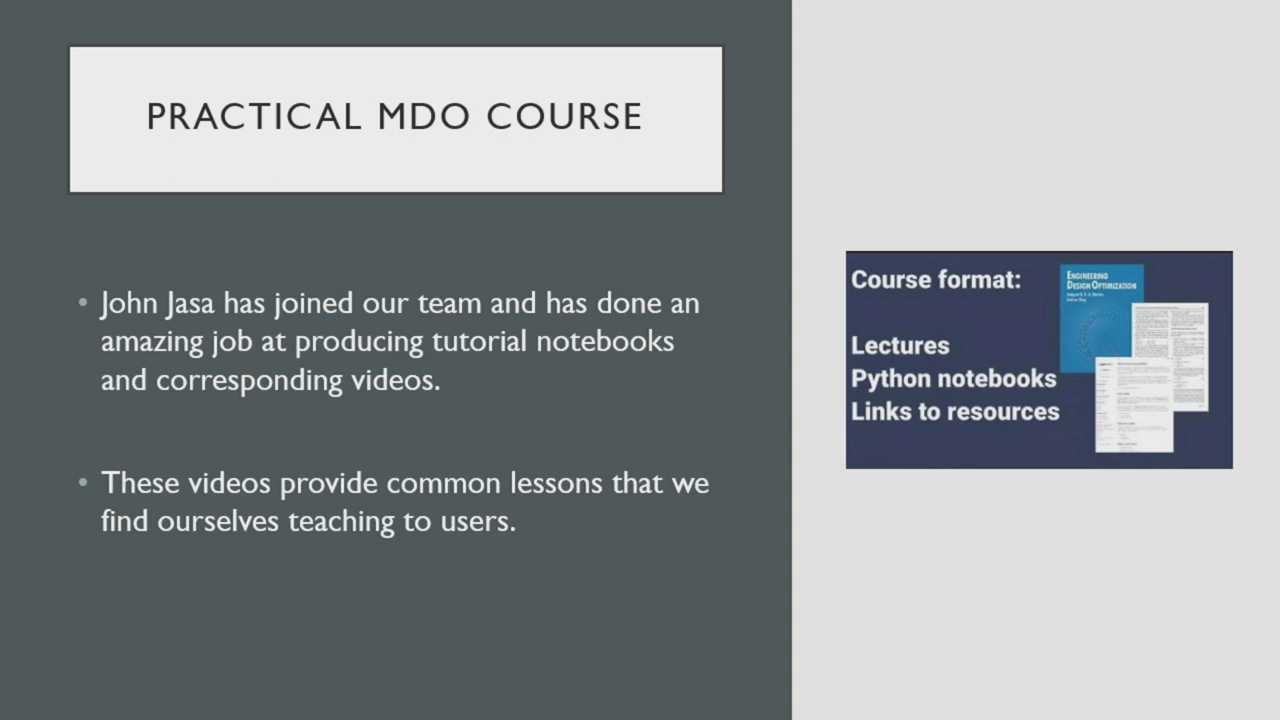 PRACTICAL MDO COURSE
John Jasa has joined our team and has done an
amazing job at producing tutorial notebooks
and corresponding videos.
These videos provide common lessons that we
find ourselves teaching to users.
Course format:
Lectures
Python notebooks
Links to resources
ENGINEERING
DESIGN OPTIMIZATION